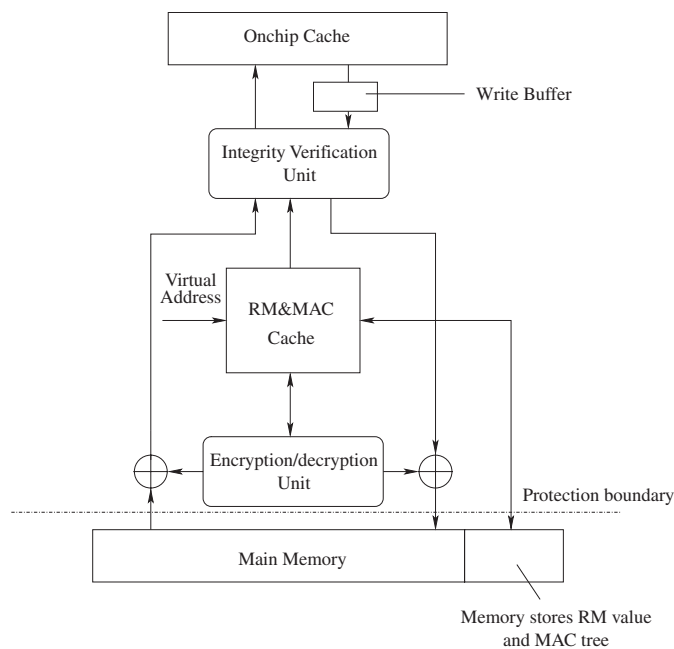 Onchip Cache
Write Buffer
Integrity Verification
Unit
Virtual
Address
RM&MAC
Cache
Encryption/decryption
Unit
Protection boundary
Main Memory
Memory stores RM value
and MAC tree